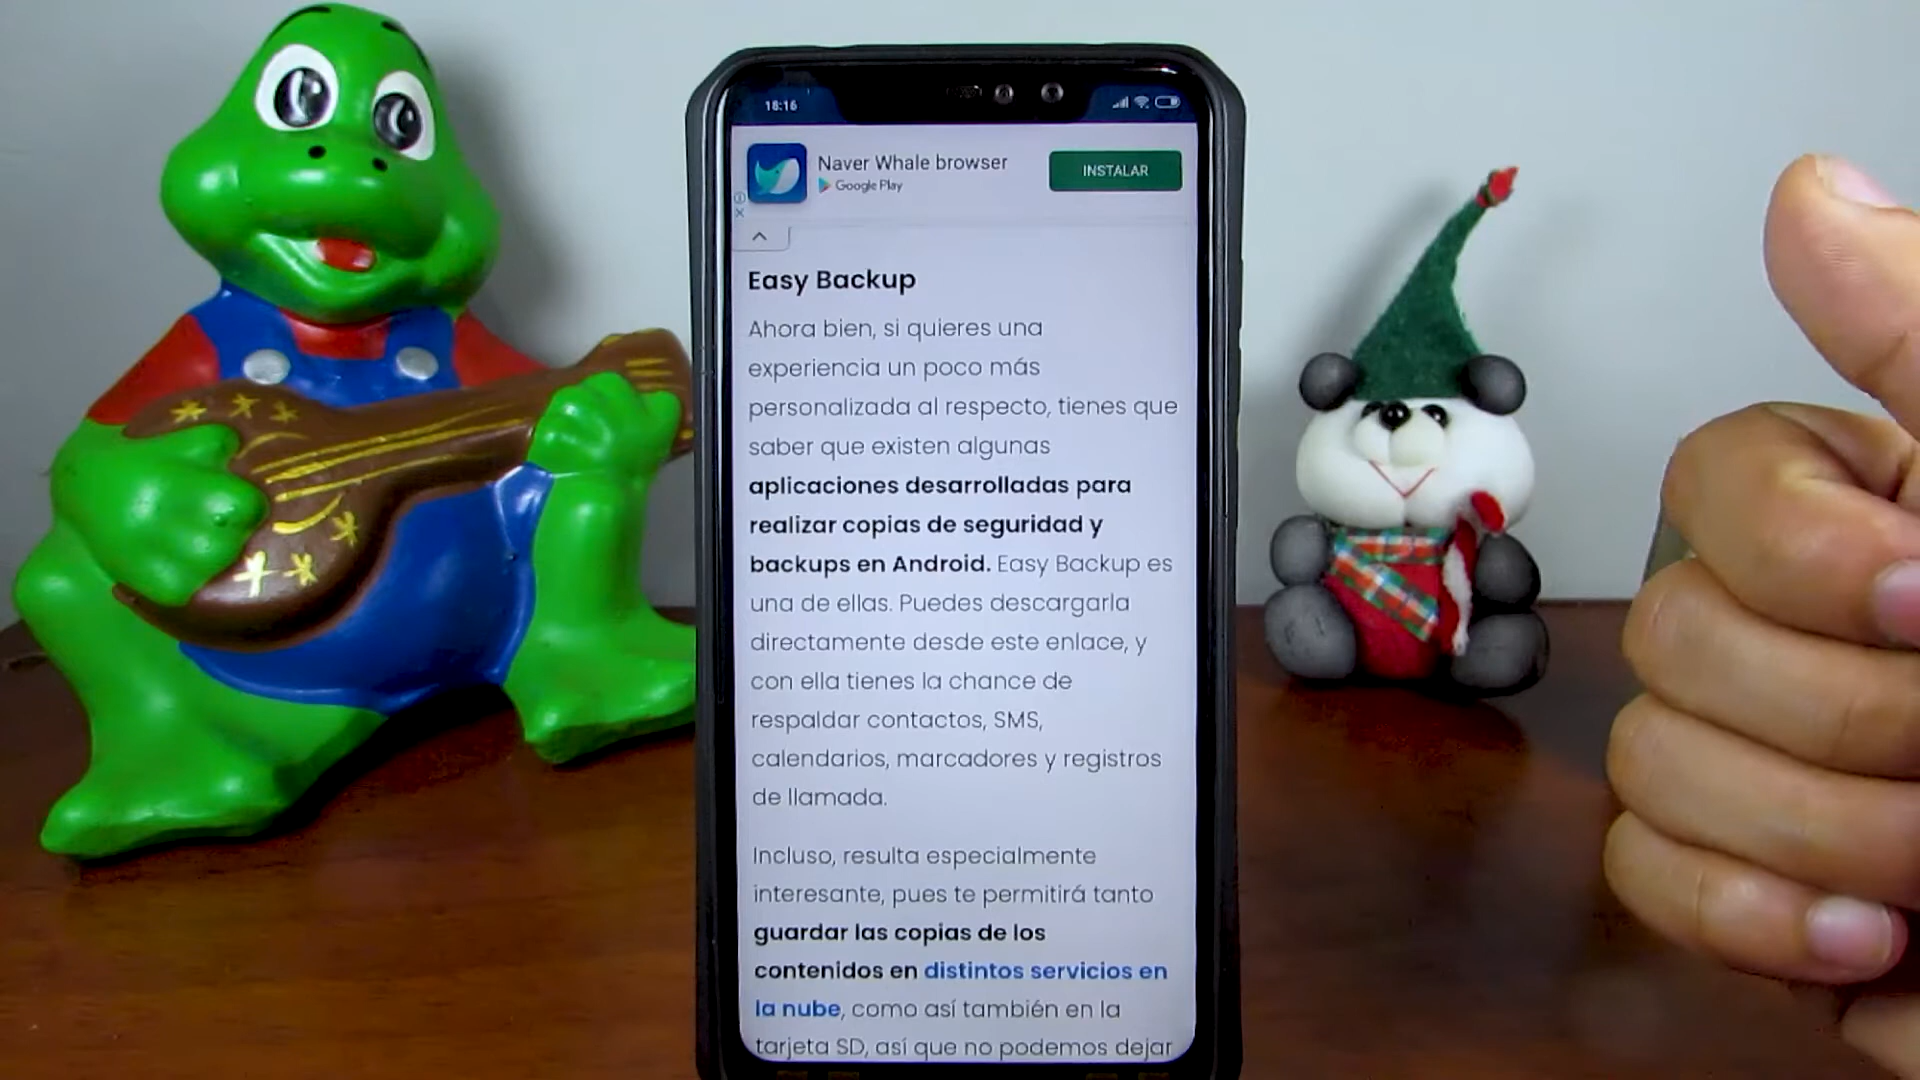 18:16
Naver Whale browser
Google Play
INSTALAR
Easy Backup
Ahora bien, si quieres una
experiencia un poco más
personalizada al respecto, tienes que
saber que existen algunas
aplicaciones desarrolladas para
realizar copias de seguridad y
backups en Android. Easy Backup es
una de ellas. Puedes descargarla
directamente desde este enlace, y
con ella tienes la chance de
respaldar contactos, SMS,
calendarios, marcadores y registros
de llamada.
Incluso, resulta especialmente
interesante, pues te permitirá tanto
guardar las copias de los
contenidos en distintos servicios en
la nube, como así también en la
tarjeta SD, así que no podemos dejar